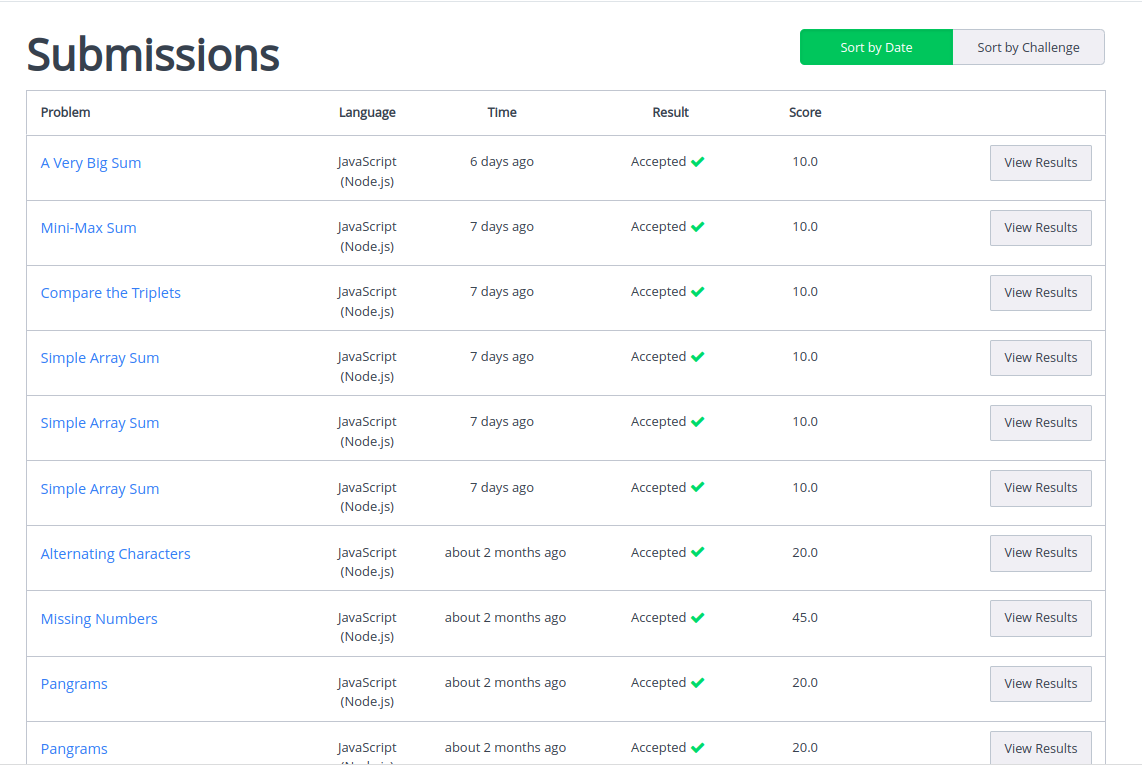 Submissions
Sort by Date Sort by Challenge
Problem Language Time Result Score
A Very Big Sum JavaScript 6 days ago Accepted 10.0 View Results
(Node.js)
Mini-Max Sum JavaScript 7 days ago Accepted 10.0 View Results
(Node.js)
Compare the Triplets JavaScript 7 days ago Accepted 10.0 View Results
(Node.js)
Simple Array Sum JavaScript 7 days ago Accepted 10.0 View Results
(Node.js)
Simple Array Sum JavaScript 7 days ago Accepted 10.0 View Results
(Node.js)
Simple Array Sum JavaScript 7 days ago Accepted 10.0 View Results
(Node.js)
Alternating Characters JavaScript about 2 months ago Accepted 20.0 View Results
(Node.js)
Missing Numbers JavaScript about 2 months ago Accepted 45.0 View Results
(Node.js)
Pangrams JavaScript about 2 months ago Accepted 20.0 View Results
(Node.js)
Pangrams JavaScript about 2 months ago Accepted 20.0 View Results